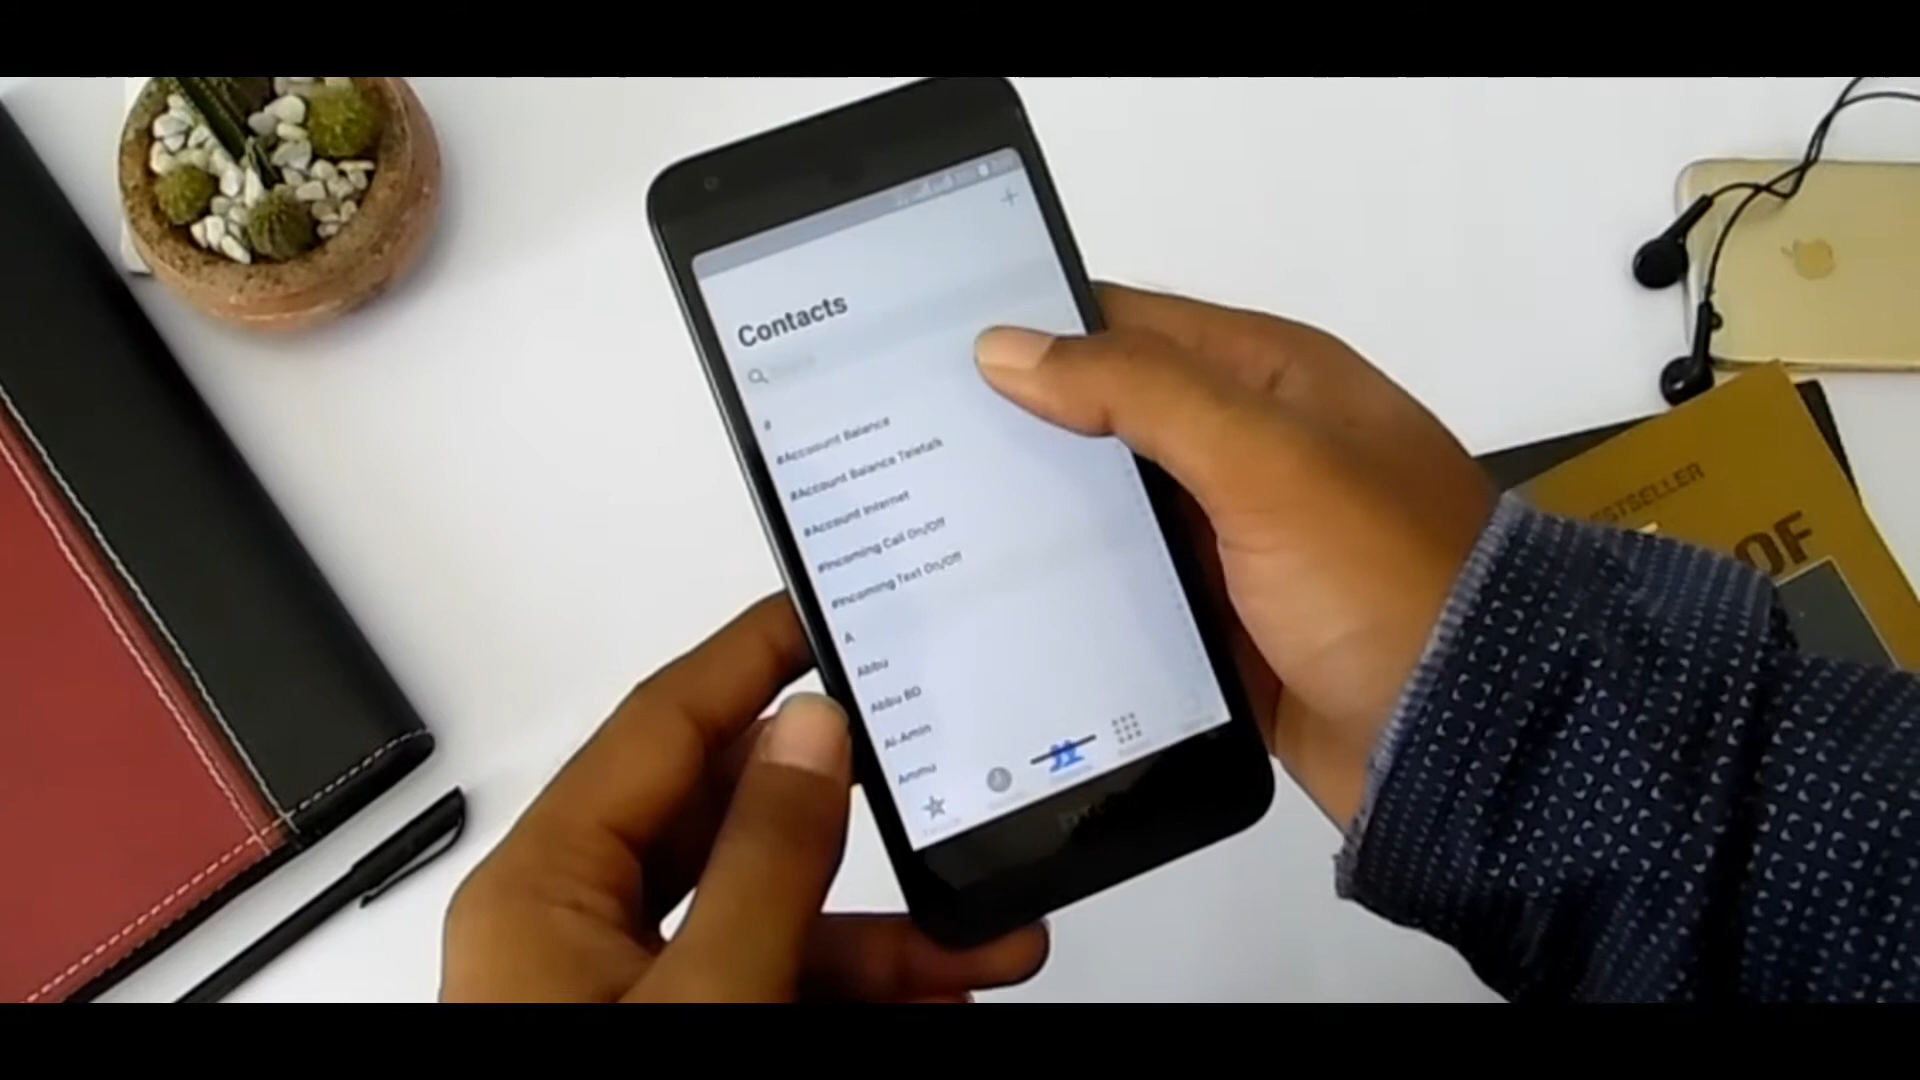 Contacts
#
#Account Balance
#Account Balance Teletalk
#Account Internet
#Incoming Call On/Off
#Incoming Text On/Off
A
Abbu
Abbu BD
Al-Amin
Ammu
BESTSELLER
OF